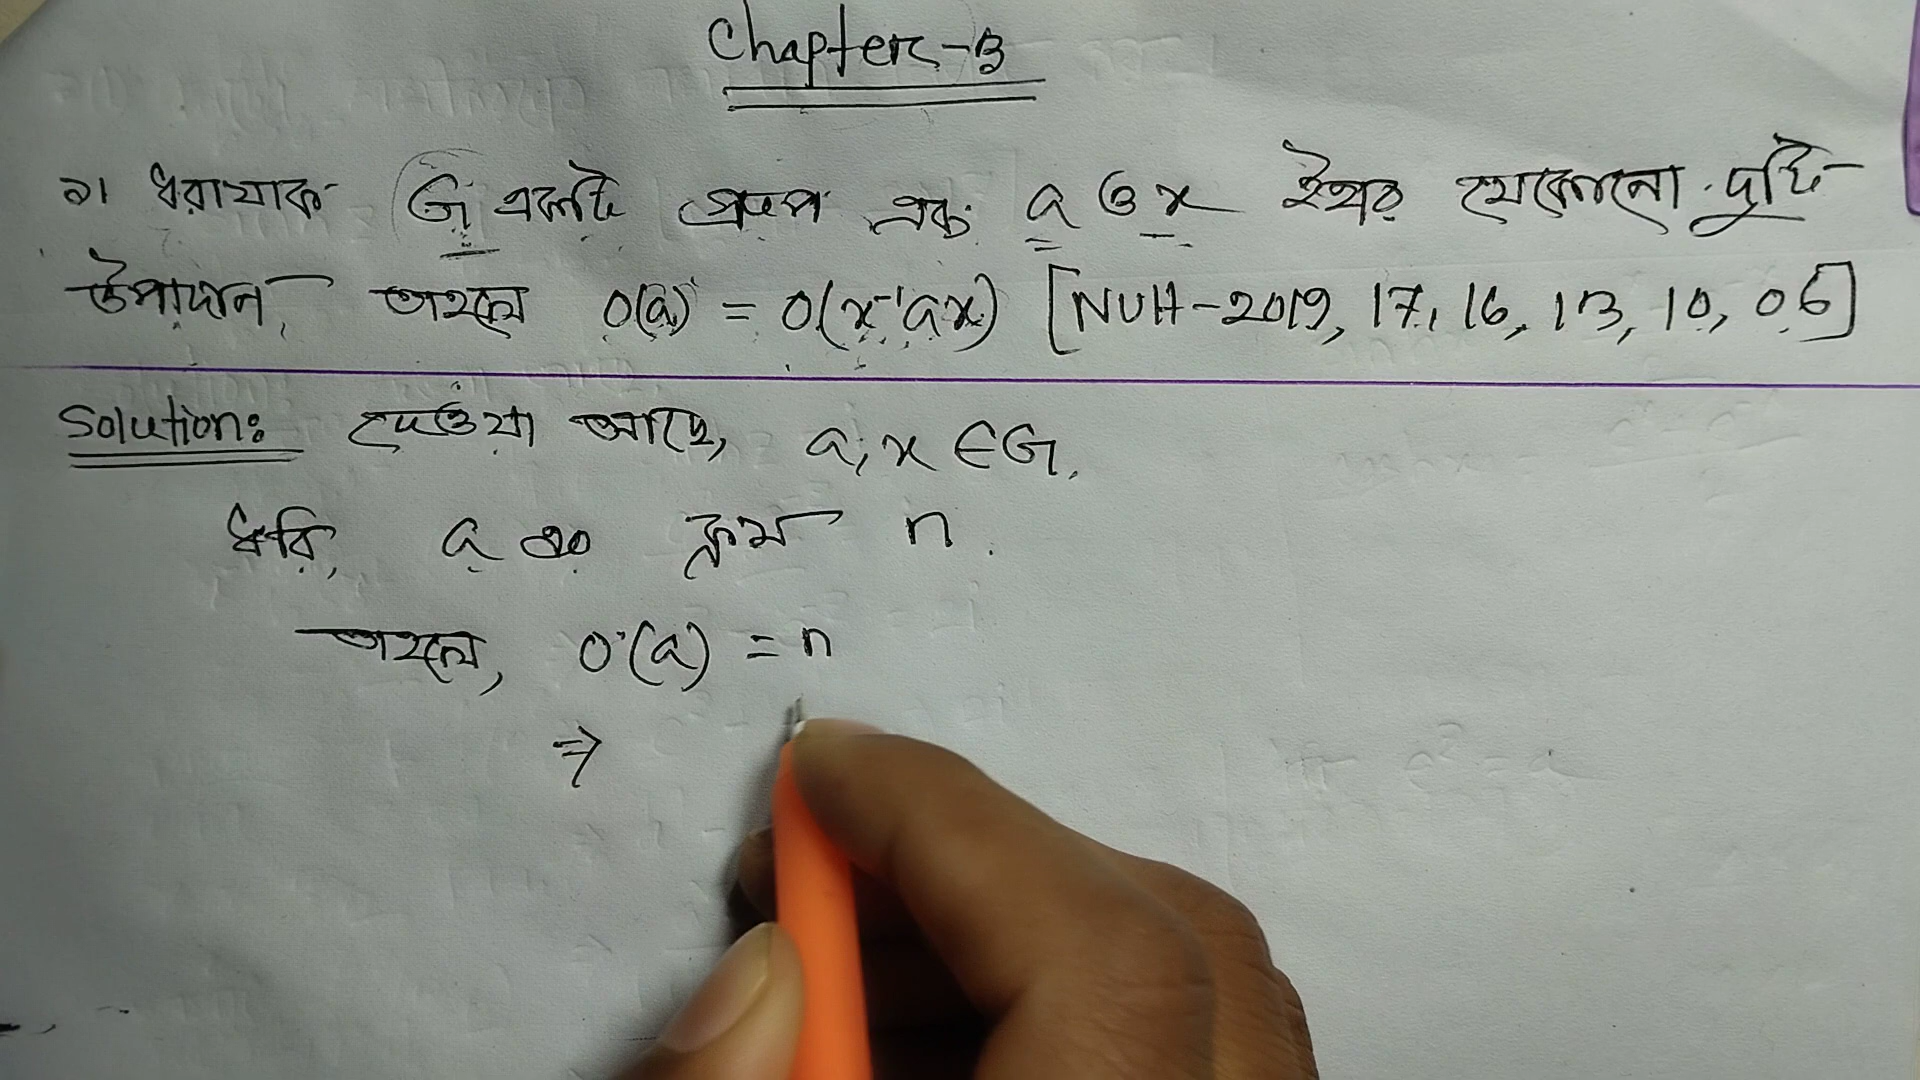 Chapter-3
১। ধরাযাক G একটি গ্রুপ এবং a ও x ইহার যেকোনো দুটি
উপাদান, তাহলে O(a) = O(x⁻¹ax) [NUH-2019, 17, 16, 13, 10, 06]
Solution: দেওয়া আছে, a, x ∈ G.
ধরি, a এর ক্রম n.
তাহলে, O(a) = n
⇒